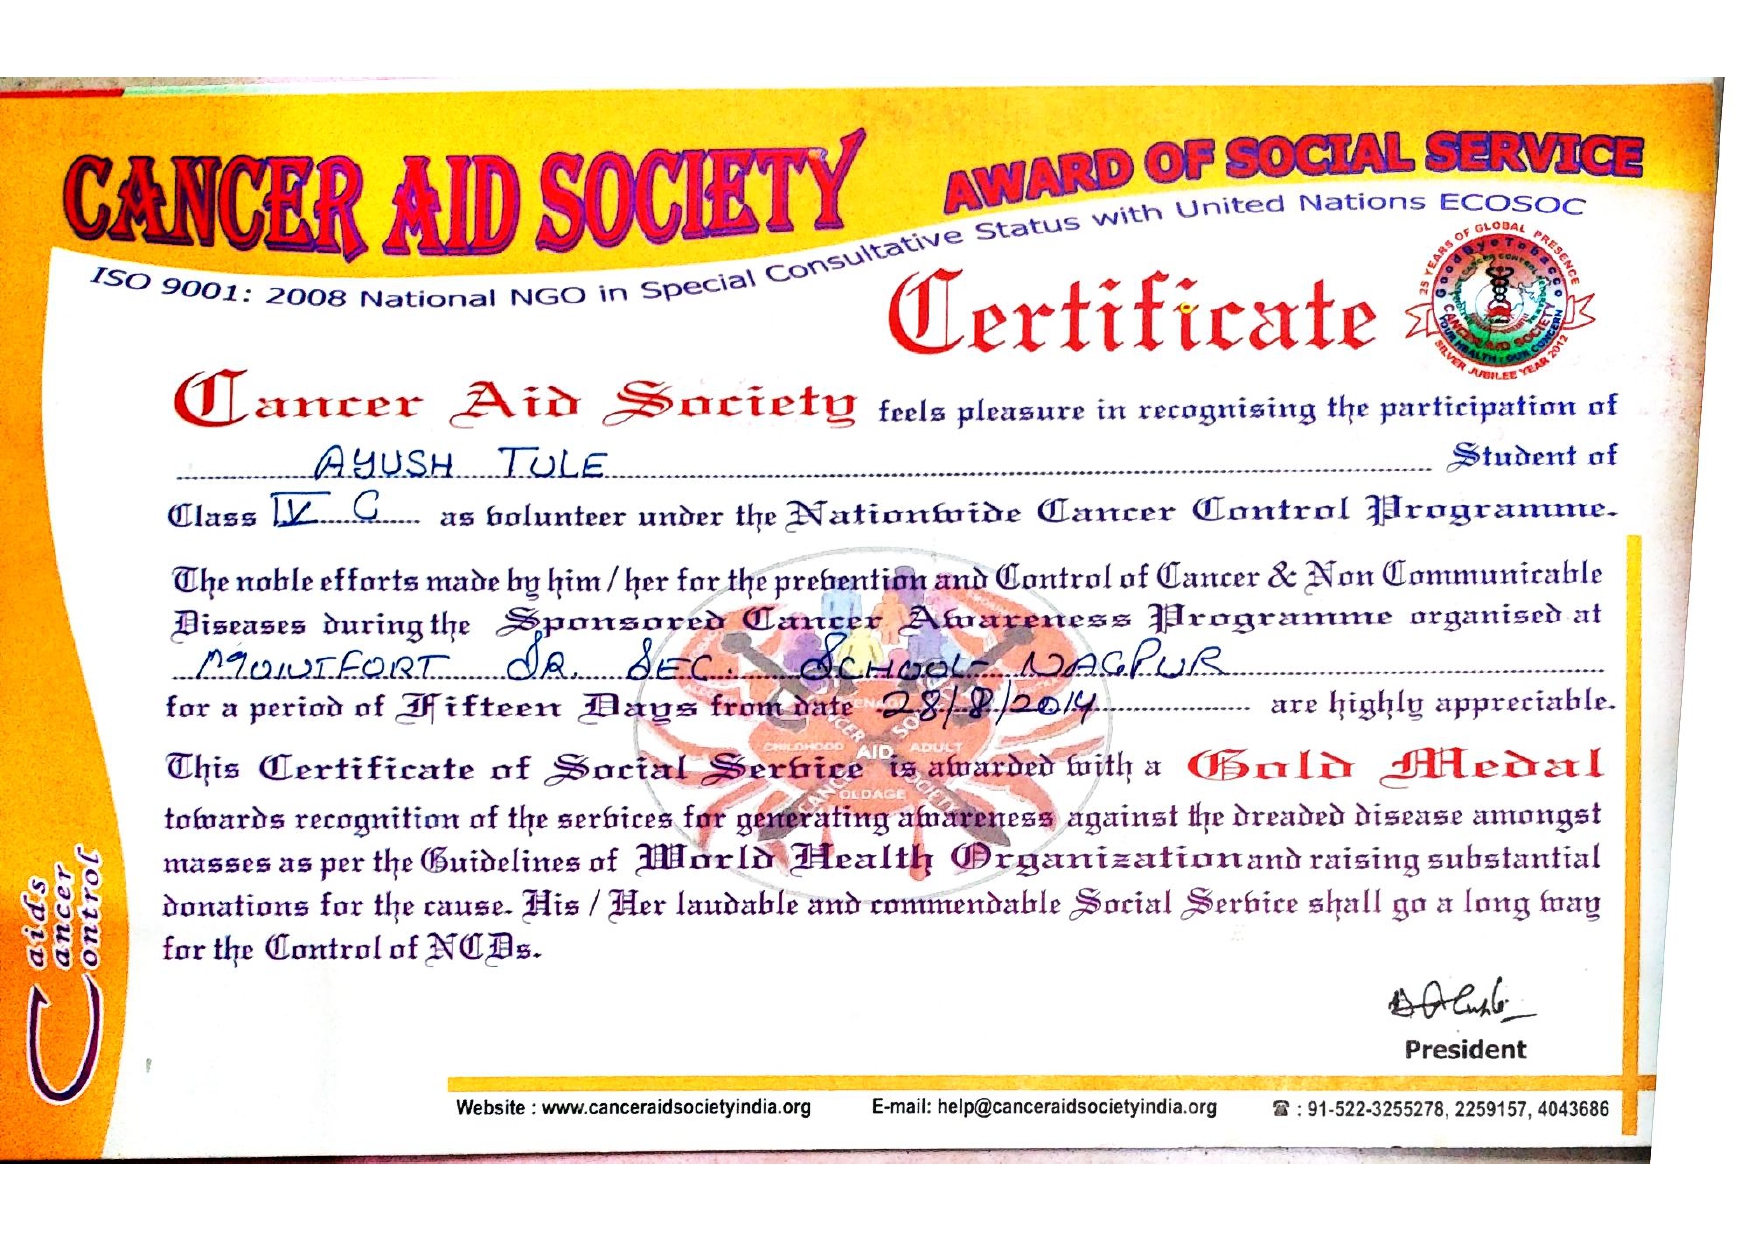 CANCER AID SOCIETY
AWARD OF SOCIAL SERVICE
ISO 9001: 2008 National NGO in Special Consultative Status with United Nations ECOSOC
Certificate
25 YEARS OF GLOBAL PRESENCE
Good Bye Tobacco
CANCER AID SOCIETY
YOUR HEALTH : OUR CONCERN
SILVER JUBILEE YEAR 2012
Cancer Aid Society feels pleasure in recognising the participation of
AYUSH TULE Student of
Class IV C as volunteer under the Nationwide Cancer Control Programme.
The noble efforts made by him / her for the prevention and Control of Cancer & Non Communicable
Diseases during the Sponsored Cancer Awareness Programme organised at
MOUNTFORT SR. SEC. SCHOOL NAGPUR
for a period of Fifteen Days from date 28/8/2014 are highly appreciable.
CHILDHOOD AID ADULT
This Certificate of Social Service is awarded with a Gold Medal
OLDAGE
towards recognition of the services for generating awareness against the dreaded disease amongst
masses as per the Guidelines of World Health Organization and raising substantial
donations for the cause. His / Her laudable and commendable Social Service shall go a long way
for the Control of NCDs.
Caids
ancer
ontrol
President
Website : www.canceraidsocietyindia.org E-mail: help@canceraidsocietyindia.org ☎ : 91-522-3255278, 2259157, 4043686